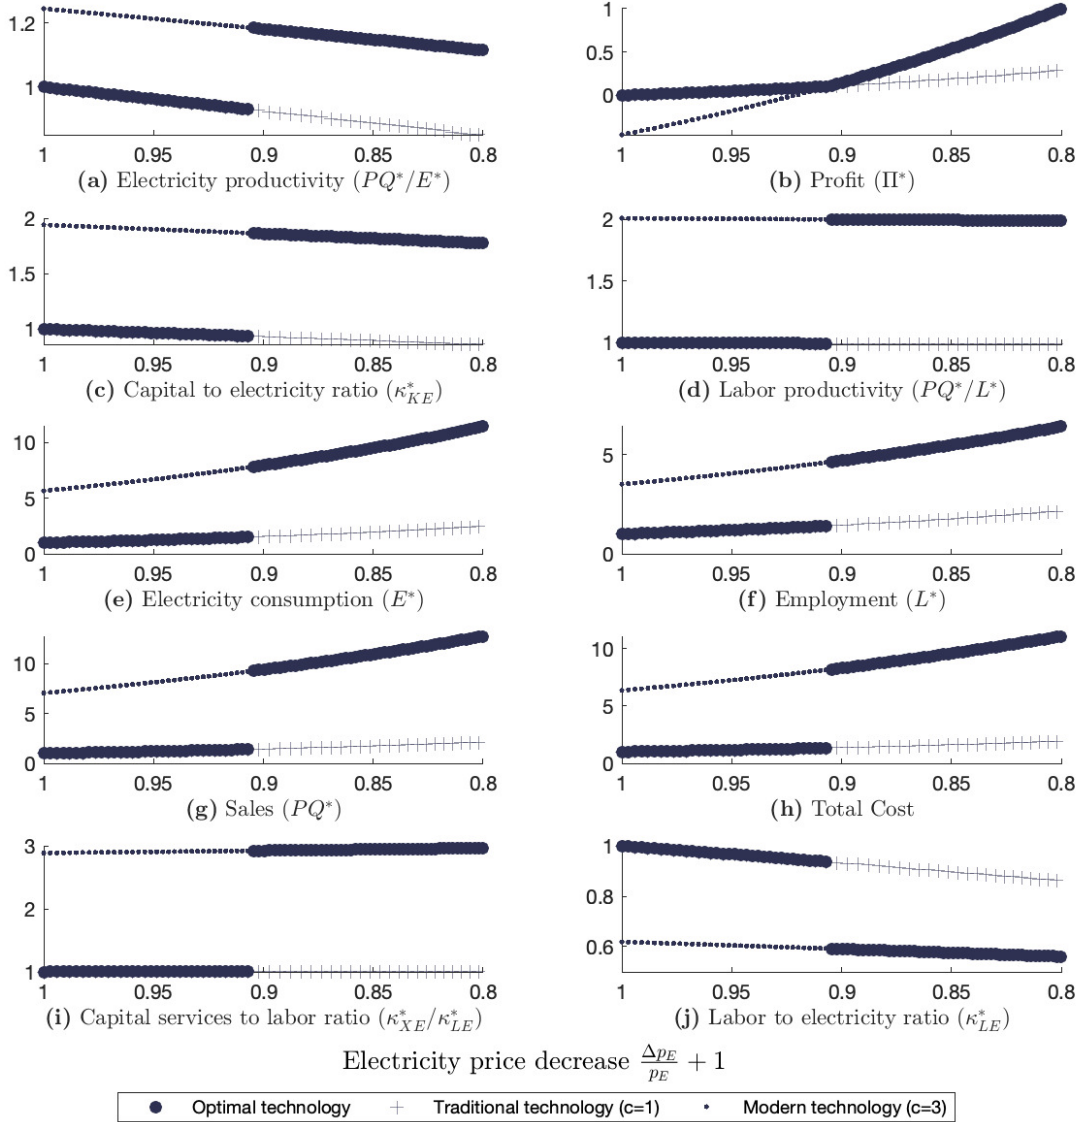 1.2
1
1 0.95 0.9 0.85 0.8
(a) Electricity productivity (PQ*/E*)
1
0.5
0
1 0.95 0.9 0.85 0.8
(b) Profit (Π*)
2
1.5
1
1 0.95 0.9 0.85 0.8
(c) Capital to electricity ratio (κ*_{KE})
2
1.5
1
1 0.95 0.9 0.85 0.8
(d) Labor productivity (PQ*/L*)
10
5
0
1 0.95 0.9 0.85 0.8
(e) Electricity consumption (E*)
5
0
1 0.95 0.9 0.85 0.8
(f) Employment (L*)
10
5
0
1 0.95 0.9 0.85 0.8
(g) Sales (PQ*)
10
5
0
1 0.95 0.9 0.85 0.8
(h) Total Cost
3
2
1
1 0.95 0.9 0.85 0.8
(i) Capital services to labor ratio (κ*_{XE}/κ*_{LE})
1
0.8
0.6
1 0.95 0.9 0.85 0.8
(j) Labor to electricity ratio (κ*_{LE})
Electricity price decrease Δp_E/p_E + 1
Optimal technology Traditional technology (c=1) Modern technology (c=3)